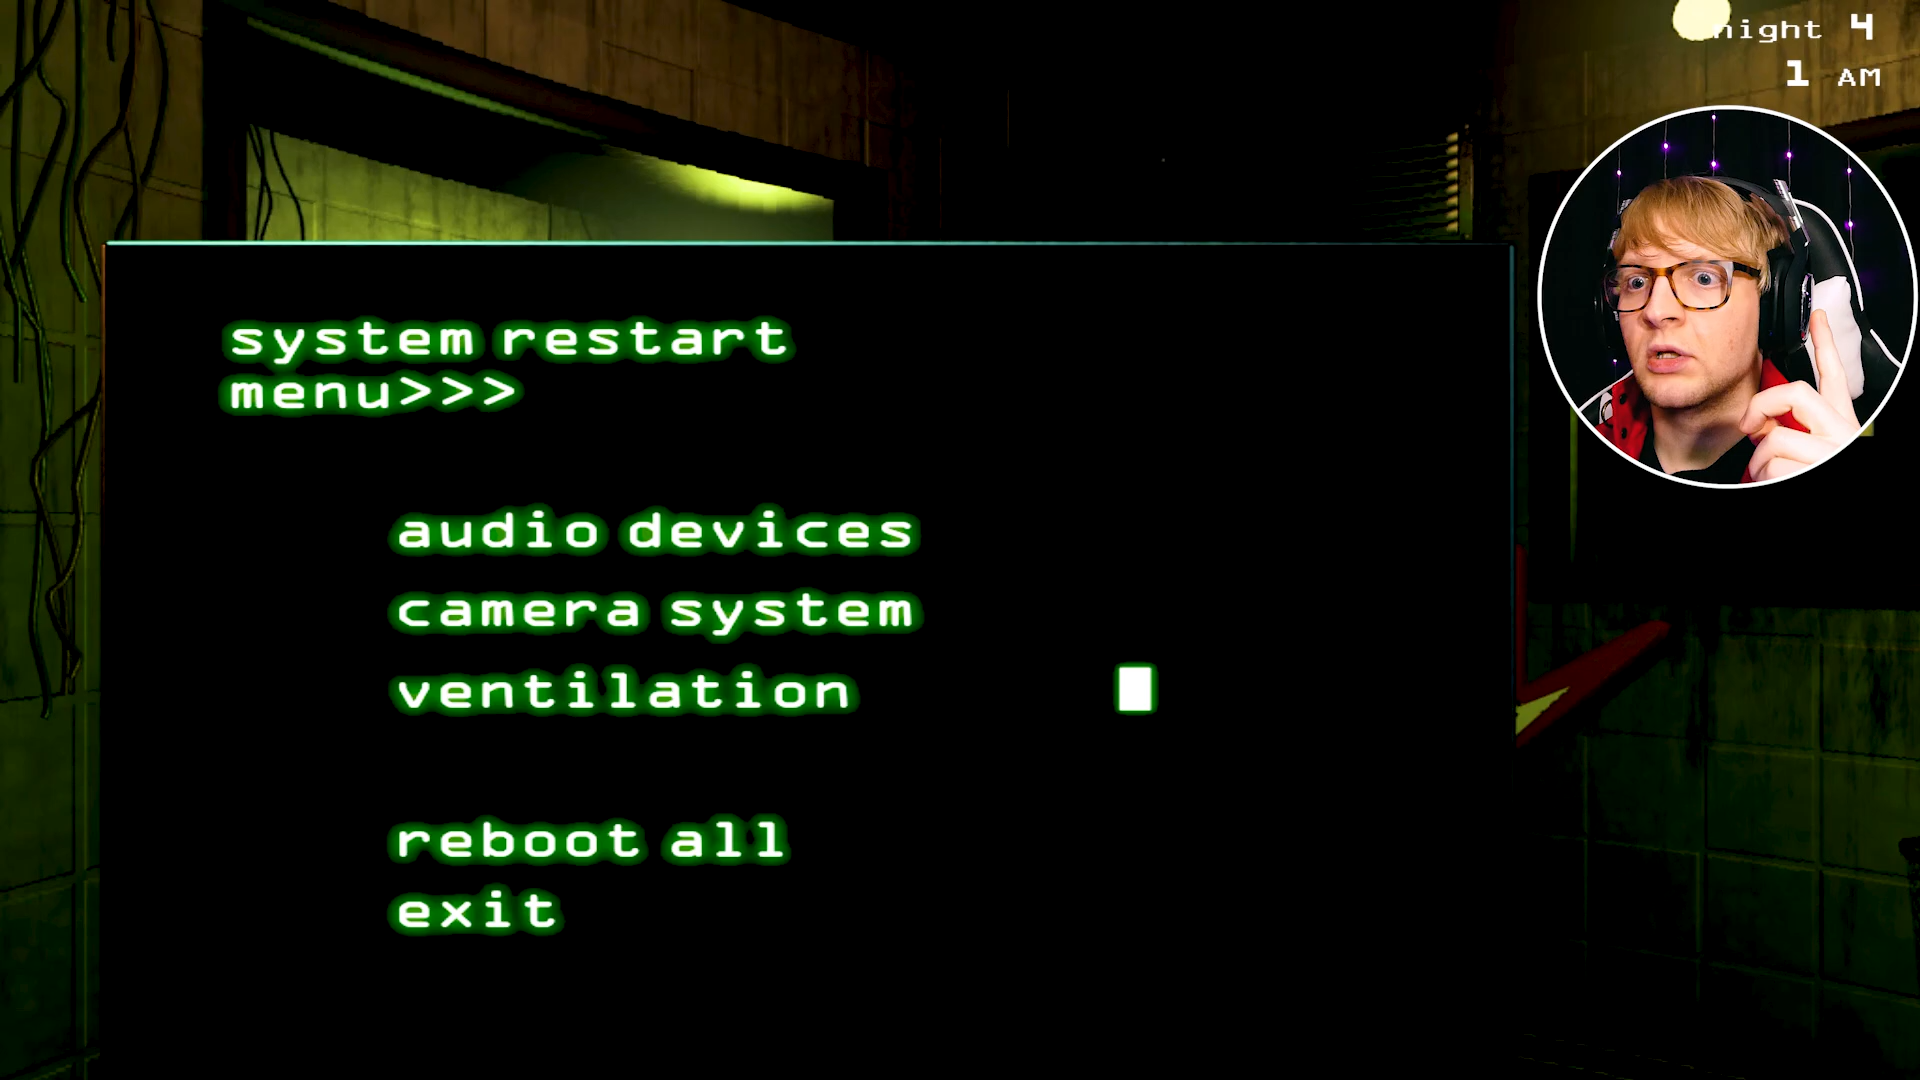 night 4
1 AM
system restart
menu>>>
audio devices
camera system
ventilation
reboot all
exit